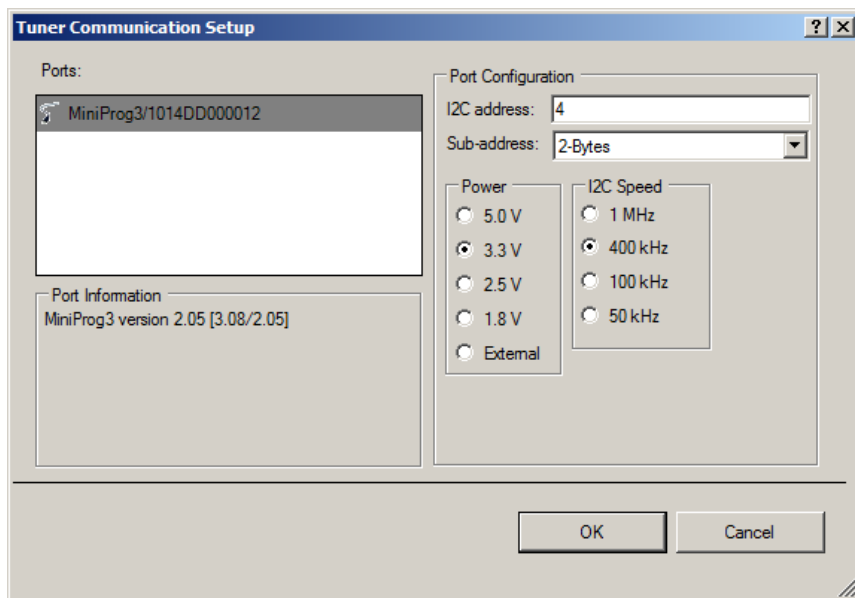 Tuner Communication Setup
Ports:
MiniProg3/1014DD000012
Port Information
MiniProg3 version 2.05 [3.08/2.05]
Port Configuration
I2C address: 4
Sub-address: 2-Bytes
Power
5.0 V
3.3 V
2.5 V
1.8 V
External
I2C Speed
1 MHz
400 kHz
100 kHz
50 kHz
OK
Cancel